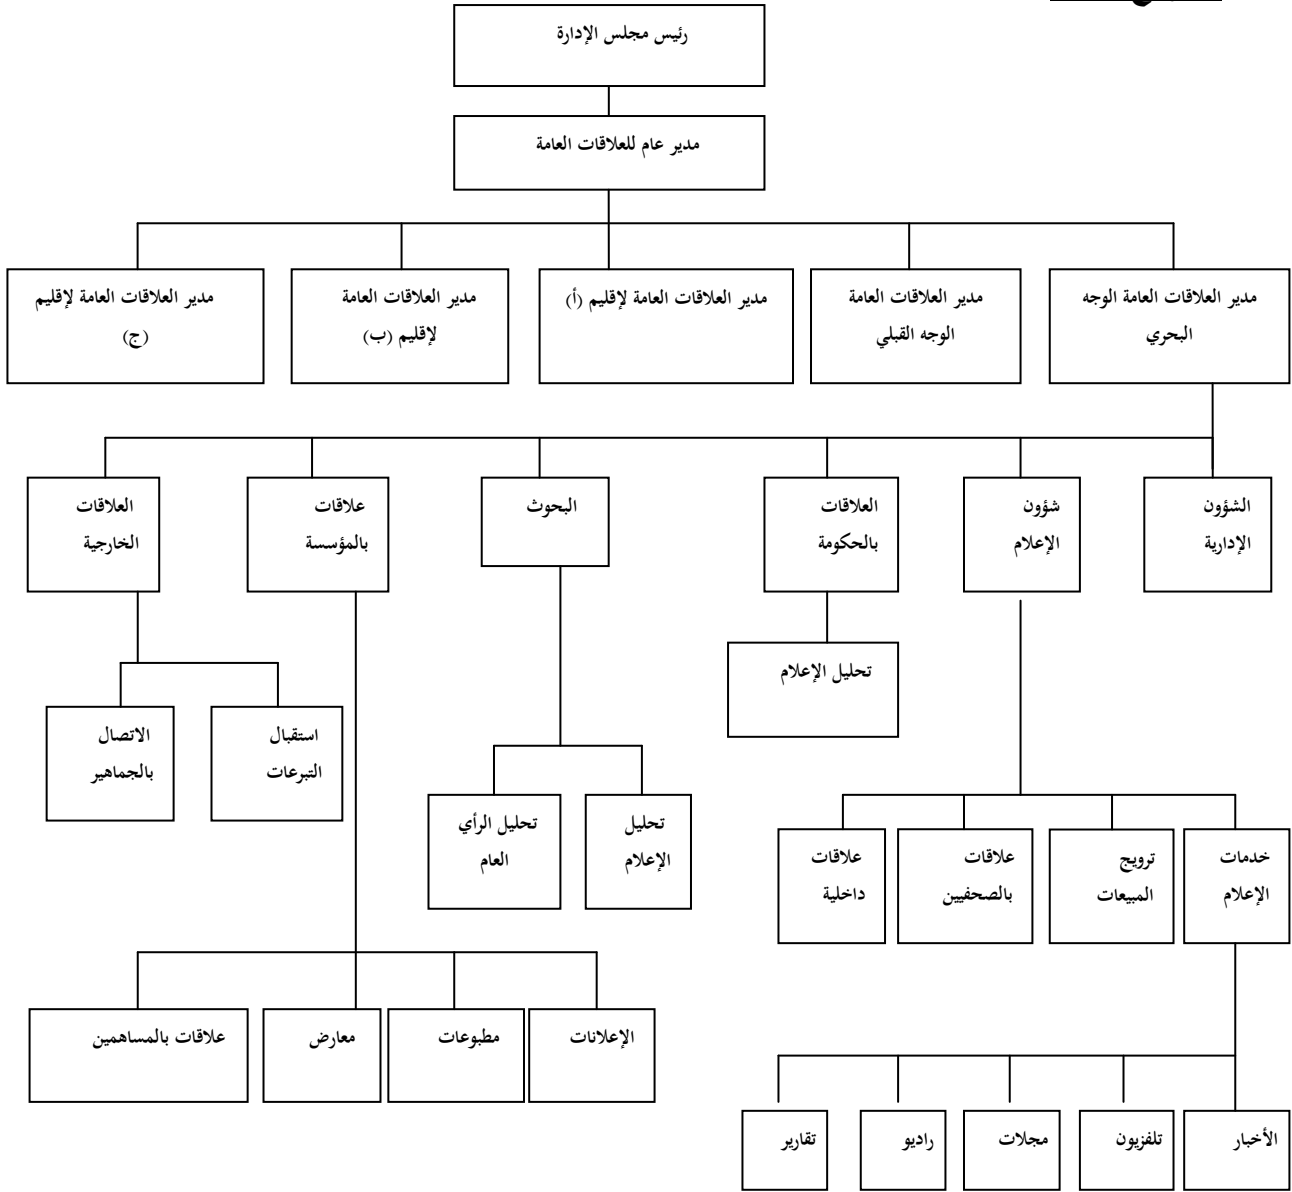 رئيس مجلس الإدارة
مدير عام للعلاقات العامة
مدير العلاقات العامة الوجه
البحري
مدير العلاقات العامة
الوجه القبلي
مدير العلاقات العامة لإقليم (أ)
مدير العلاقات العامة
لإقليم (ب)
مدير العلاقات العامة لإقليم
(ج)
الشؤون
الإدارية
شؤون
الإعلام
العلاقات
بالحكومة
البحوث
علاقات
بالمؤسسة
العلاقات
الخارجية
تحليل الإعلام
استقبال
التبرعات
الاتصال
بالجماهير
تحليل
الإعلام
تحليل الرأي
العام
خدمات
الإعلام
ترويج
المبيعات
علاقات
بالصحفيين
علاقات
داخلية
الإعلانات
مطبوعات
معارض
علاقات بالمساهمين
الأخبار
تلفزيون
مجلات
راديو
تقارير